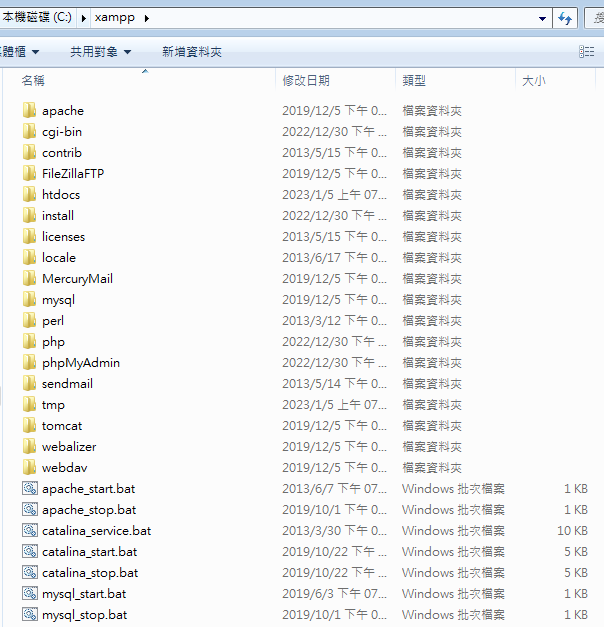 本機磁碟 (C:) ▸ xampp ▸
體櫃 ▼ 共用對象 ▼ 新增資料夾
名稱 修改日期 類型 大小
apache 2019/12/5 下午 0... 檔案資料夾
cgi-bin 2022/12/30 下午 ... 檔案資料夾
contrib 2013/5/15 下午 0... 檔案資料夾
FileZillaFTP 2019/12/5 下午 0... 檔案資料夾
htdocs 2023/1/5 上午 07... 檔案資料夾
install 2022/12/30 下午 ... 檔案資料夾
licenses 2013/5/15 下午 0... 檔案資料夾
locale 2013/6/17 下午 0... 檔案資料夾
MercuryMail 2019/12/5 下午 0... 檔案資料夾
mysql 2019/12/5 下午 0... 檔案資料夾
perl 2013/3/12 下午 0... 檔案資料夾
php 2022/12/30 下午 ... 檔案資料夾
phpMyAdmin 2022/12/30 下午 ... 檔案資料夾
sendmail 2013/5/14 下午 0... 檔案資料夾
tmp 2023/1/5 上午 07... 檔案資料夾
tomcat 2019/12/5 下午 0... 檔案資料夾
webalizer 2019/12/5 下午 0... 檔案資料夾
webdav 2019/12/5 下午 0... 檔案資料夾
apache_start.bat 2013/6/7 下午 07... Windows 批次檔案 1 KB
apache_stop.bat 2019/10/1 下午 0... Windows 批次檔案 1 KB
catalina_service.bat 2013/3/30 下午 0... Windows 批次檔案 10 KB
catalina_start.bat 2019/10/22 下午 ... Windows 批次檔案 5 KB
catalina_stop.bat 2019/10/22 下午 ... Windows 批次檔案 5 KB
mysql_start.bat 2019/6/3 下午 07... Windows 批次檔案 1 KB
mysql_stop.bat 2019/10/1 下午 0... Windows 批次檔案 1 KB